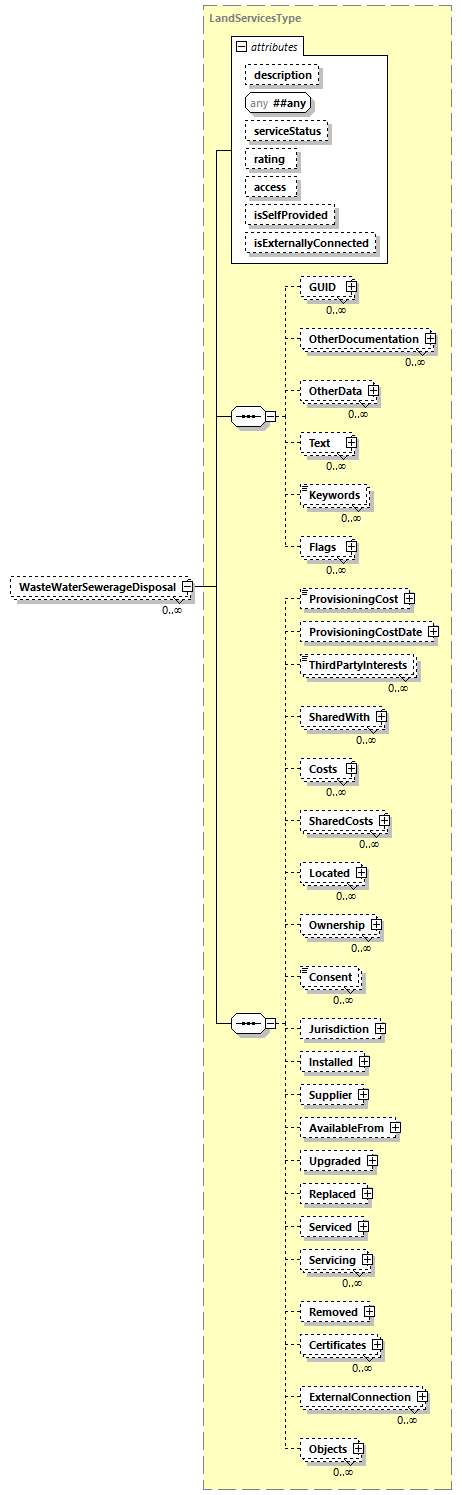 LandServicesType
attributes
description
any ##any
serviceStatus
rating
access
isSelfProvided
isExternallyConnected
GUID
0..∞
OtherDocumentation
0..∞
OtherData
0..∞
Text
0..∞
Keywords
0..∞
Flags
0..∞
WasteWaterSewerageDisposal
0..∞
ProvisioningCost
ProvisioningCostDate
ThirdPartyInterests
0..∞
SharedWith
0..∞
Costs
0..∞
SharedCosts
0..∞
Located
0..∞
Ownership
0..∞
Consent
0..∞
Jurisdiction
Installed
Supplier
AvailableFrom
Upgraded
Replaced
Serviced
Servicing
0..∞
Removed
Certificates
0..∞
ExternalConnection
0..∞
Objects
0..∞